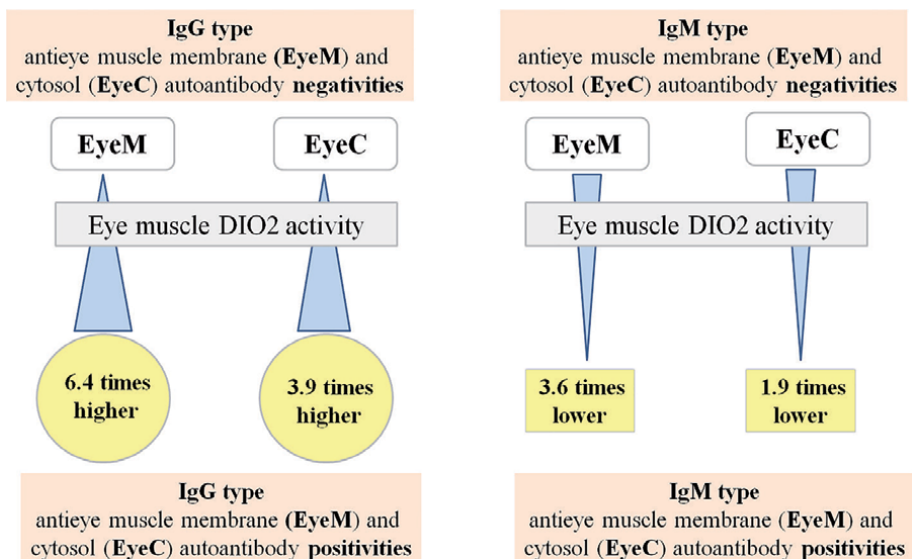 IgG type
antieye muscle membrane (EyeM) and
cytosol (EyeC) autoantibody negativities
EyeM
EyeC
Eye muscle DIO2 activity
6.4 times
higher
3.9 times
higher
IgG type
antieye muscle membrane (EyeM) and
cytosol (EyeC) autoantibody positivities
IgM type
antieye muscle membrane (EyeM) and
cytosol (EyeC) autoantibody negativities
EyeM
EyeC
Eye muscle DIO2 activity
3.6 times
lower
1.9 times
lower
IgM type
antieye muscle membrane (EyeM) and
cytosol (EyeC) autoantibody positivities